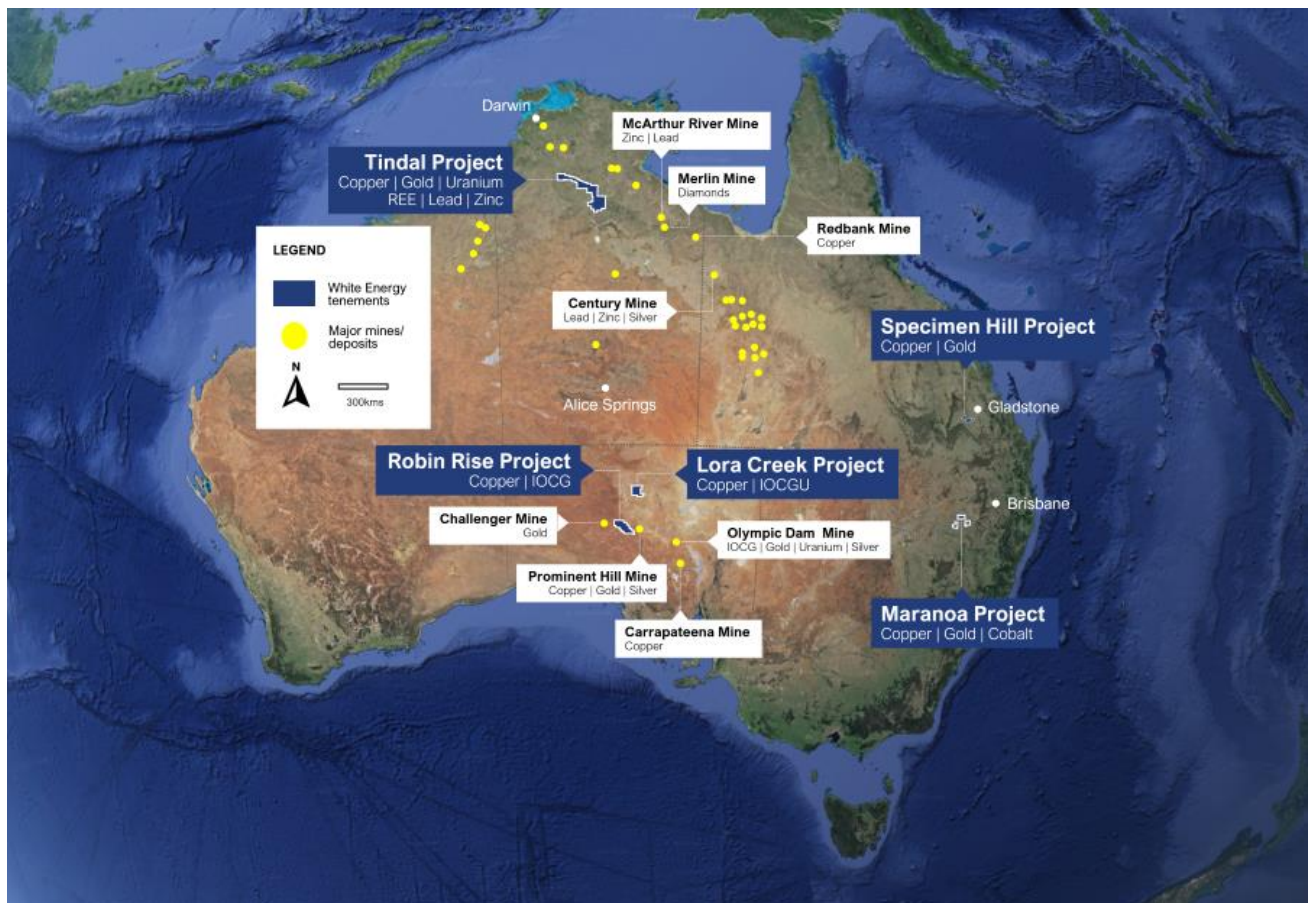 Darwin
McArthur River Mine
Zinc | Lead
Tindal Project
Copper | Gold | Uranium
REE | Lead | Zinc
Merlin Mine
Diamonds
Redbank Mine
Copper
LEGEND
White Energy
tenements
Major mines/
deposits
N
300kms
Century Mine
Lead | Zinc | Silver
Specimen Hill Project
Copper | Gold
Alice Springs
Gladstone
Robin Rise Project
Copper | IOCG
Lora Creek Project
Copper | IOCGU
Brisbane
Challenger Mine
Gold
Olympic Dam Mine
IOCG | Gold | Uranium | Silver
Prominent Hill Mine
Copper | Gold | Silver
Carrapateena Mine
Copper
Maranoa Project
Copper | Gold | Cobalt